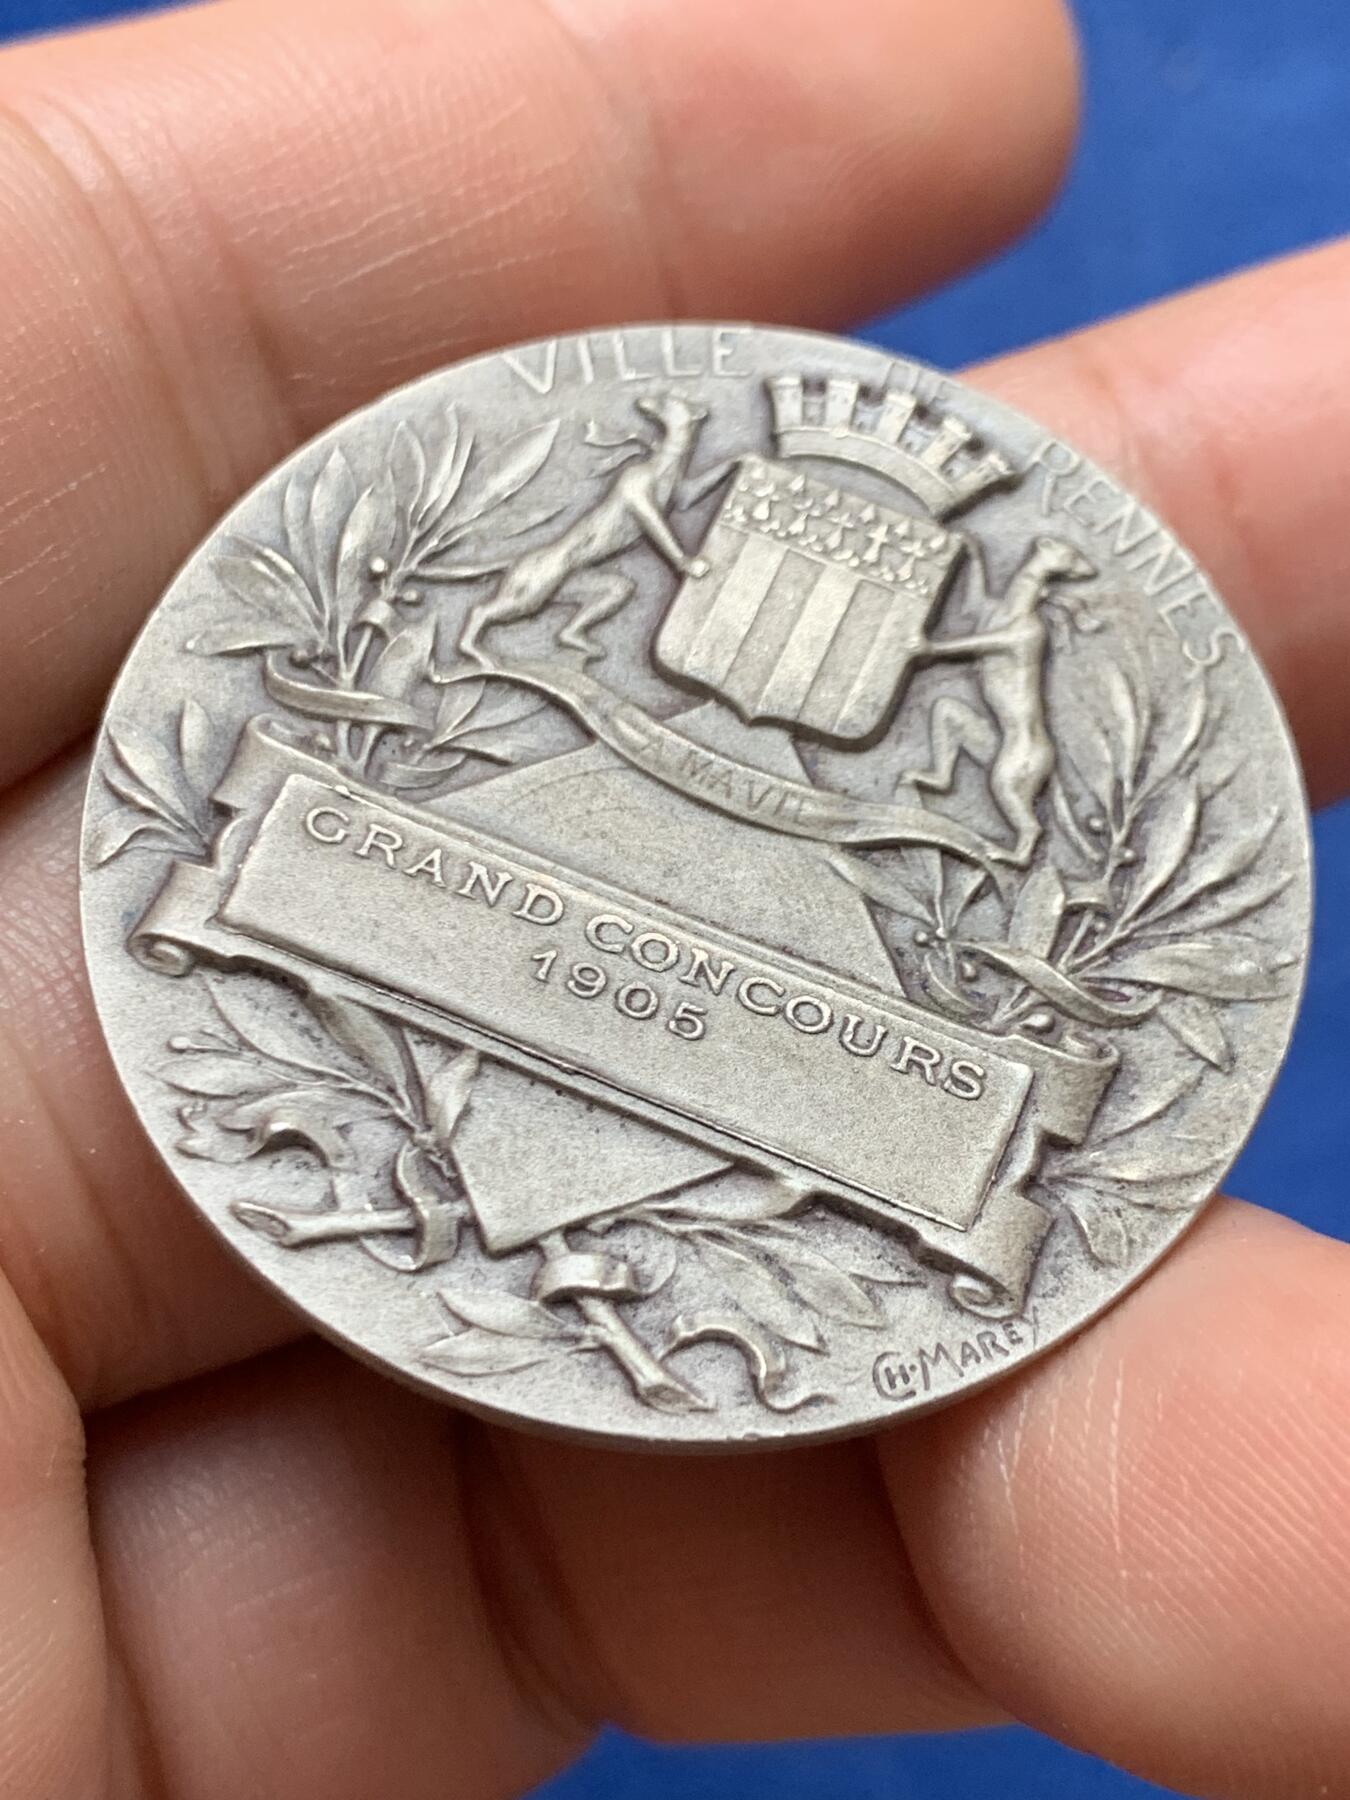 VILLE DE RENNES
A MA VIE
GRAND CONCOURS
1905
CH. MAREY